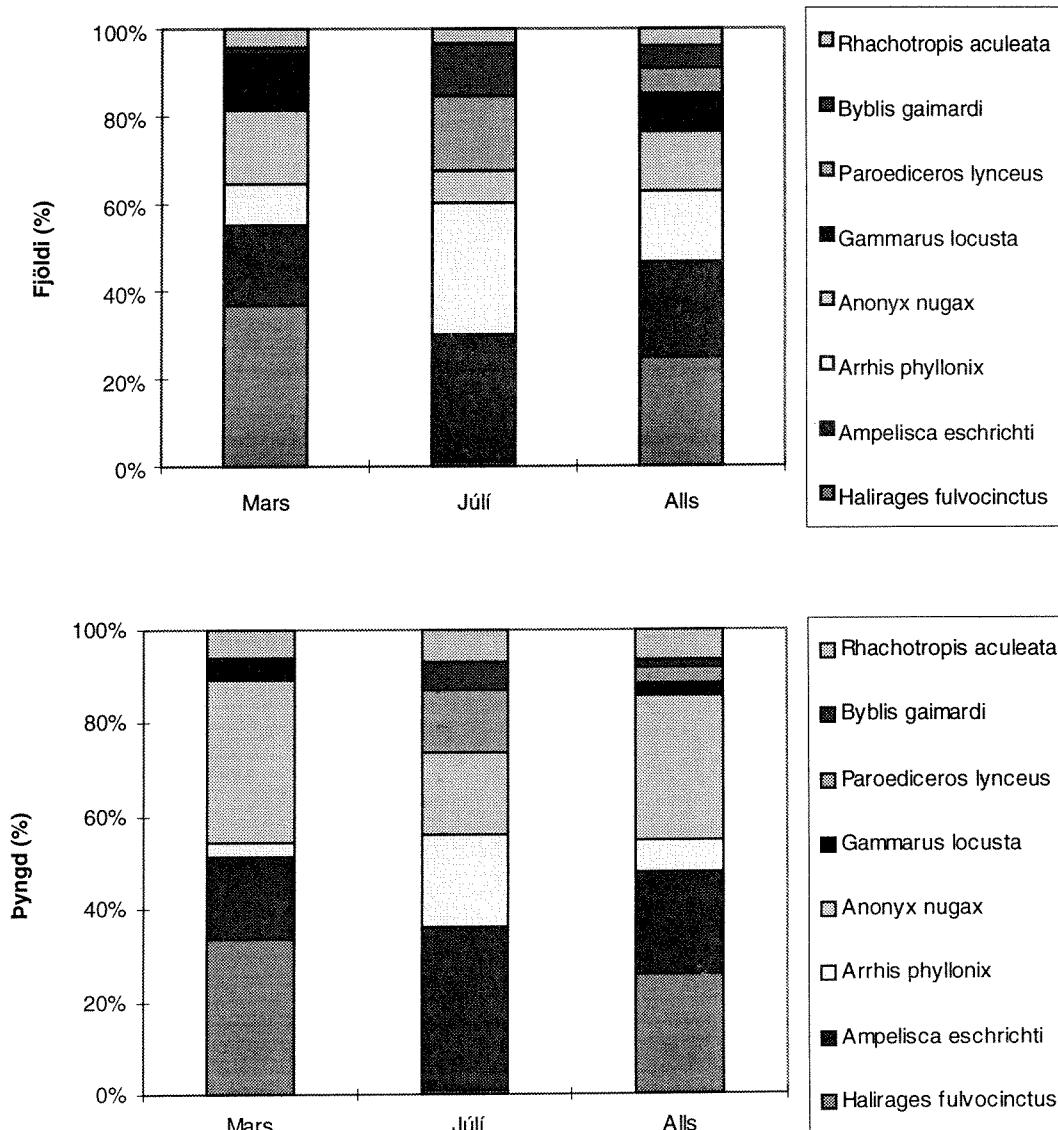 100%
80%
60%
40%
20%
0%
Fjöldi (%)
Mars
Júlí
Alls
Rhachotropis aculeata
Byblis gaimardi
Paroediceros lynceus
Gammarus locusta
Anonyx nugax
Arrhis phyllonix
Ampelisca eschrichti
Halirages fulvocinctus
100%
80%
60%
40%
20%
0%
Þyngd (%)
Mars
Júlí
Alls
Rhachotropis aculeata
Byblis gaimardi
Paroediceros lynceus
Gammarus locusta
Anonyx nugax
Arrhis phyllonix
Ampelisca eschrichti
Halirages fulvocinctus